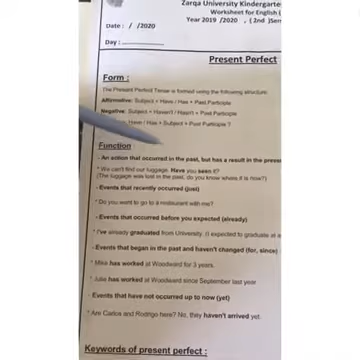 Zarqa University Kindergarte
Worksheet for English (
Year 2019 /2020 , ( 2nd )Sem
Date : / /2020
Day :
Present Perfect
Form :
The Present Perfect Tense is formed using the following structure:
Affirmative: Subject + Have / Has + Past Participle
Negative: Subject + Haven't / Hasn't + Past Participle
Have / Has + Subject + Past Participle ?
Function
- An action that occurred in the past, but has a result in the prese
* We can't find our luggage. Have you seen it?
(The luggage was lost in the past, do you know where it is now?)
- Events that recently occurred (just)
* Do you want to go to a restaurant with me?
- Events that occurred before you expected (already)
* I've already graduated from University. (I expected to graduate at a
- Events that began in the past and haven't changed (for, since)
* Mike has worked at Woodward for 3 years.
* Julie has worked at Woodward since September last year.
- Events that have not occurred up to now (yet)
* Are Carlos and Rodrigo here? No, they haven't arrived yet.
Keywords of present perfect :